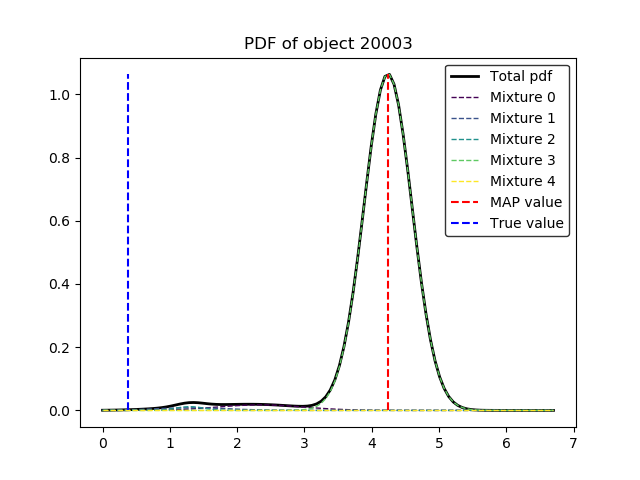 PDF of object 20003
Total pdf
Mixture 0
Mixture 1
Mixture 2
Mixture 3
Mixture 4
MAP value
True value
1.0
0.8
0.6
0.4
0.2
0.0
0 1 2 3 4 5 6 7